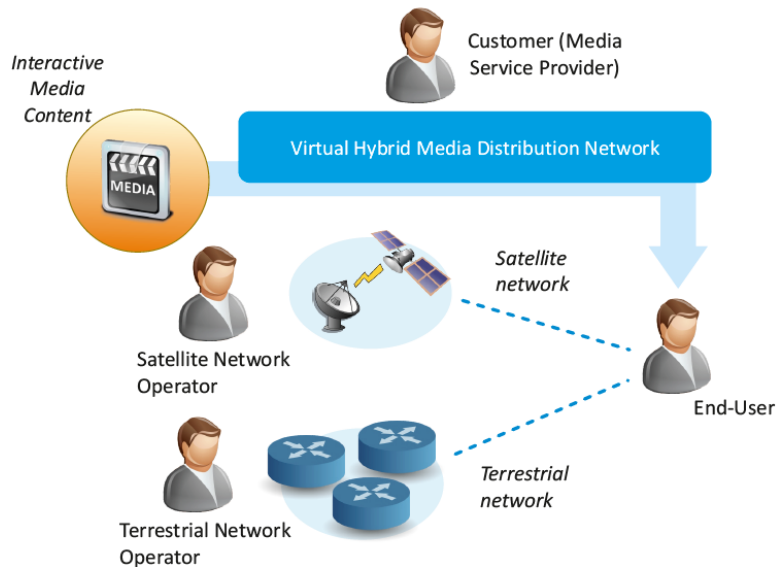 Customer (Media
Service Provider)
Interactive
Media
Content
Virtual Hybrid Media Distribution Network
MEDIA
Satellite
network
Satellite Network
Operator
End-User
Terrestrial
network
Terrestrial Network
Operator